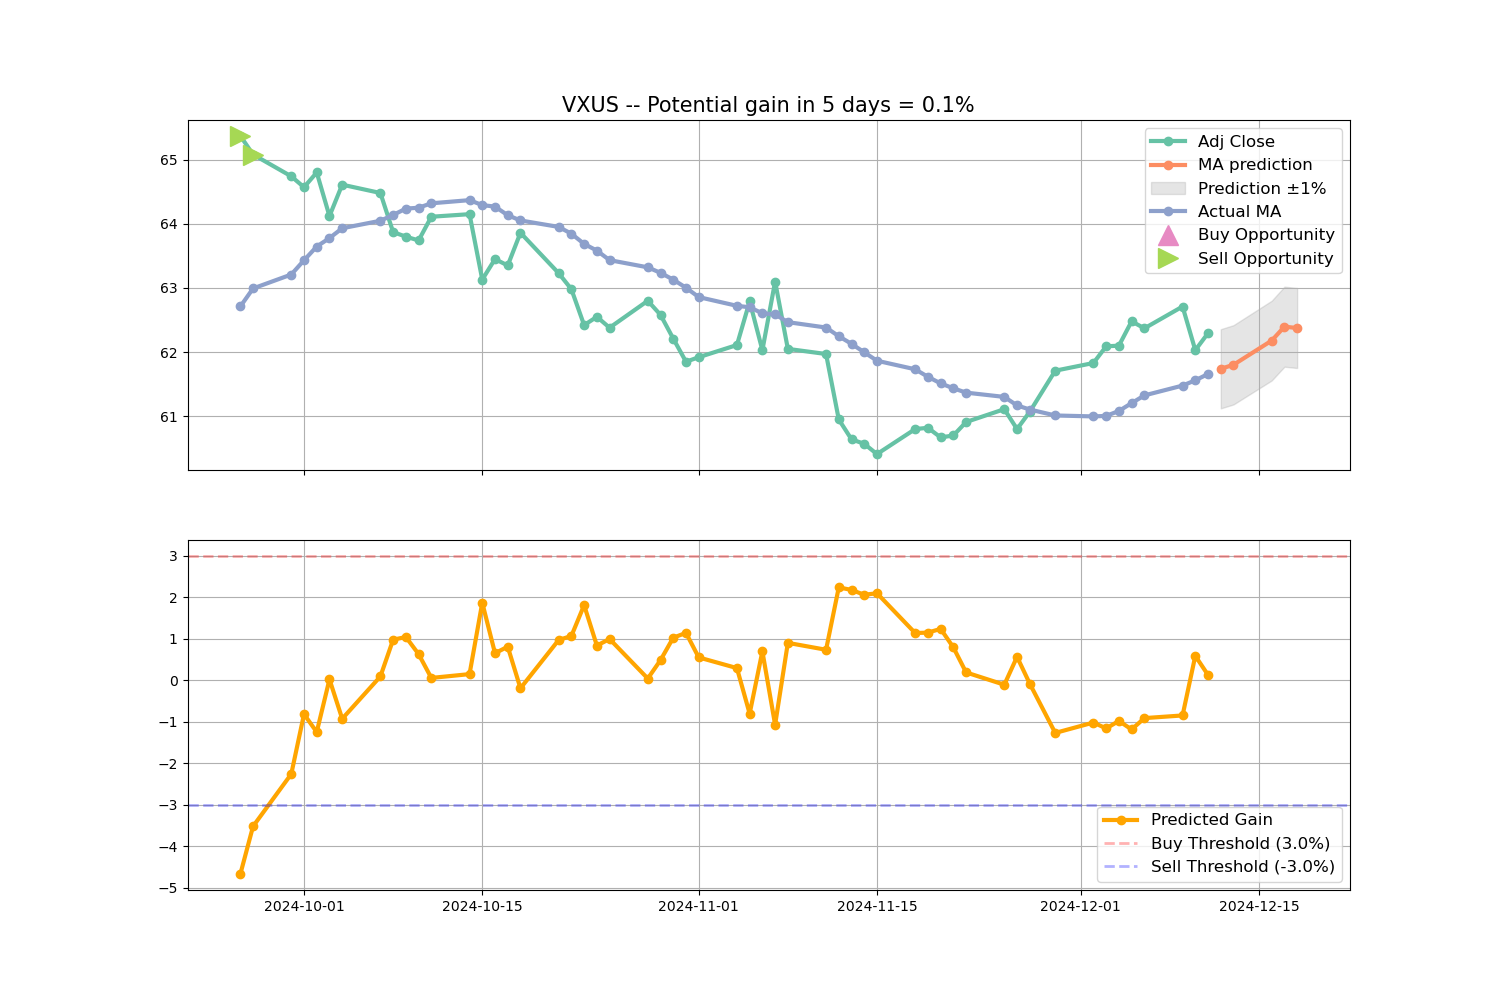 VXUS -- Potential gain in 5 days = 0.1%
65
64
63
62
61
Adj Close
MA prediction
Prediction ±1%
Actual MA
Buy Opportunity
Sell Opportunity
3
2
1
0
−1
−2
−3
−4
−5
Predicted Gain
Buy Threshold (3.0%)
Sell Threshold (-3.0%)
2024-10-01
2024-10-15
2024-11-01
2024-11-15
2024-12-01
2024-12-15